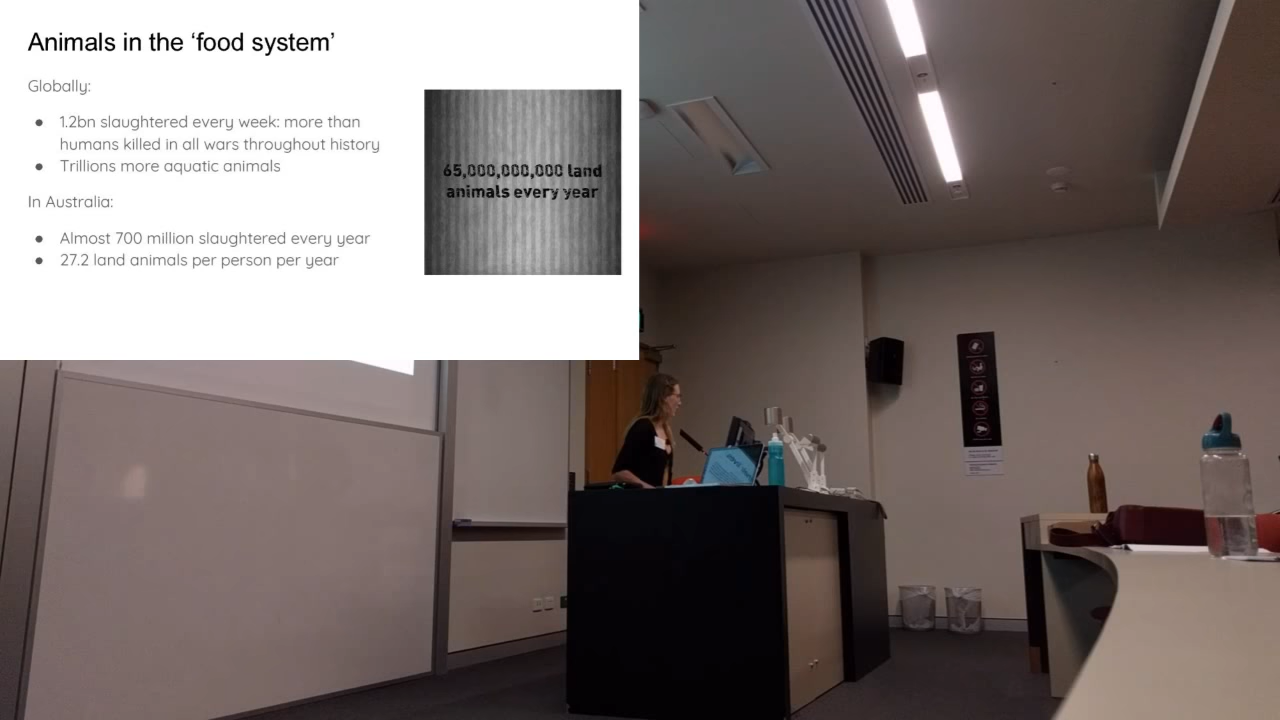 Animals in the ‘food system’
Globally:
● 1.2bn slaughtered every week: more than
humans killed in all wars throughout history
● Trillions more aquatic animals
In Australia:
● Almost 700 million slaughtered every year
● 27.2 land animals per person per year
65,000,000,000 land
animals every year